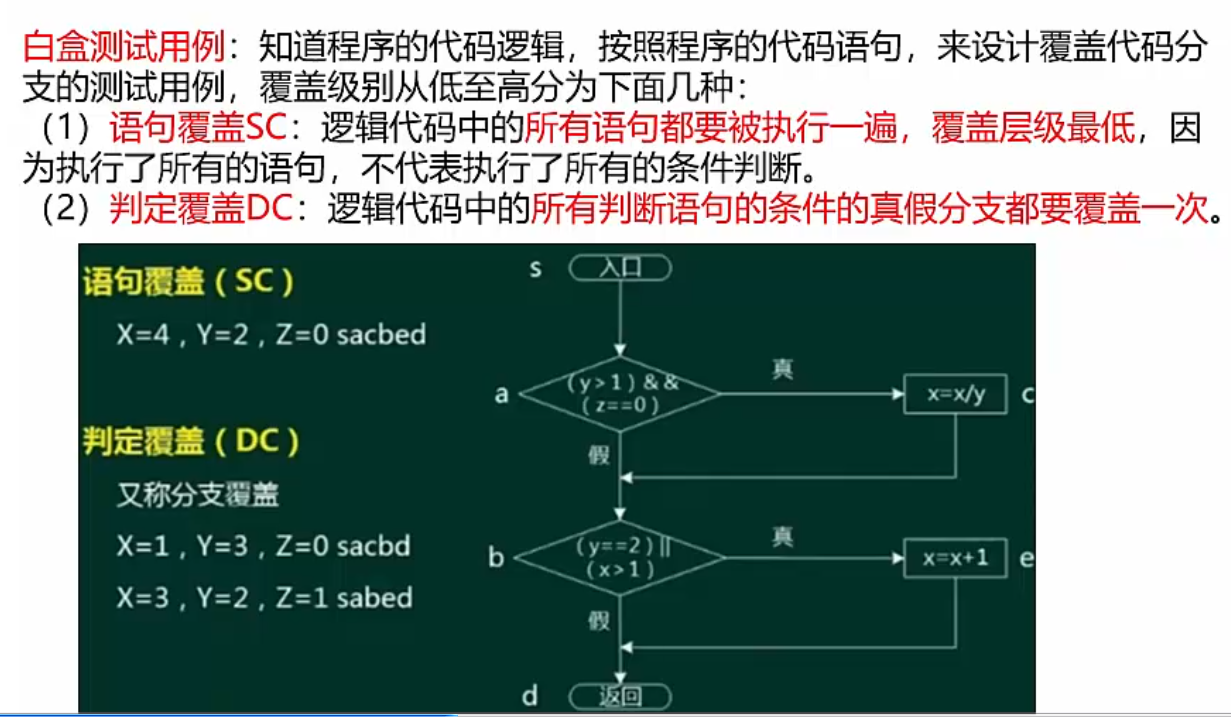 白盒测试用例：知道程序的代码逻辑，按照程序的代码语句，来设计覆盖代码分
支的测试用例，覆盖级别从低至高分为下面几种：
（1）语句覆盖SC：逻辑代码中的所有语句都要被执行一遍，覆盖层级最低，因
为执行了所有的语句，不代表执行了所有的条件判断。
（2）判定覆盖DC：逻辑代码中的所有判断语句的条件的真假分支都要覆盖一次。
语句覆盖（SC）
X=4，Y=2，Z=0 sacbed
判定覆盖（DC）
又称分支覆盖
X=1，Y=3，Z=0 sacbd
X=3，Y=2，Z=1 sabed
s
入口
a
(y>1)&&
(z==0)
真
x=x/y
c
假
b
(y==2)||
(x>1)
真
x=x+1
e
假
d
返回